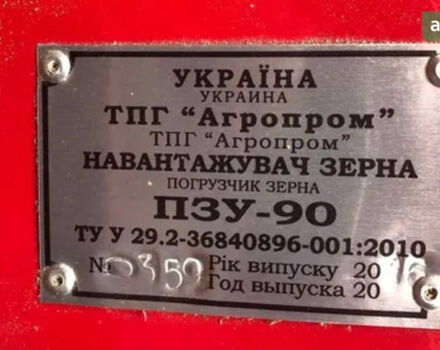 УКРАЇНА
УКРАИНА
ТПГ "Агропром"
ТПГ "Агропром"
НАВАНТАЖУВАЧ ЗЕРНА
ПОГРУЗЧИК ЗЕРНА
ПЗУ-90
ТУ У 29.2-36840896-001:2010
№ 0359 Рік випуску 20
Год выпуска 20